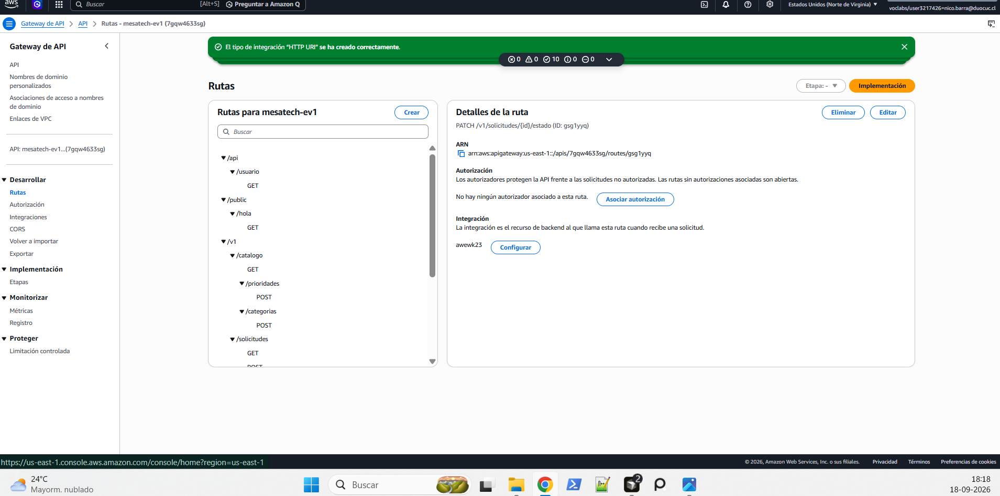 aws
Buscar
[Alt+S]
Preguntar a Amazon Q
Estados Unidos (Norte de Virginia)
voclabs/user3217426=nico.barra@duocuc.cl
Gateway de API
API
Rutas - mesatech-ev1 (7gqw4633sg)
Gateway de API
API
Nombres de dominio
personalizados
Asociaciones de acceso a nombres
de dominio
Enlaces de VPC
API: mesatech-ev1...(7gqw4633sg)
Desarrollar
Rutas
Autorización
Integraciones
CORS
Volver a importar
Exportar
Implementación
Etapas
Monitorizar
Métricas
Registro
Proteger
Limitación controlada
El tipo de integración “HTTP URI” se ha creado correctamente.
0 0 10 0 0
Rutas
Etapa: -
Implementación
Rutas para mesatech-ev1
Crear
Buscar
/api
/usuario
GET
/public
/hola
GET
/v1
/catalogo
GET
/prioridades
POST
/categorias
POST
/solicitudes
GET
POST
Detalles de la ruta
Eliminar
Editar
PATCH /v1/solicitudes/{id}/estado (ID: gsg1yyq)
ARN
arn:aws:apigateway:us-east-1::/apis/7gqw4633sg/routes/gsg1yyq
Autorización
Los autorizadores protegen la API frente a las solicitudes no autorizadas. Las rutas sin autorizaciones asociadas son abiertas.
No hay ningún autorizador asociado a esta ruta.
Asociar autorización
Integración
La integración es el recurso de backend al que llama esta ruta cuando recibe una solicitud.
awewk23
Configurar
https://us-east-1.console.aws.amazon.com/console/home?region=us-east-1
© 2026, Amazon Web Services, Inc. o sus filiales.
Privacidad
Términos
Preferencias de cookies
24°C
Mayorm. nublado
Buscar
2
18:18
18-09-2026